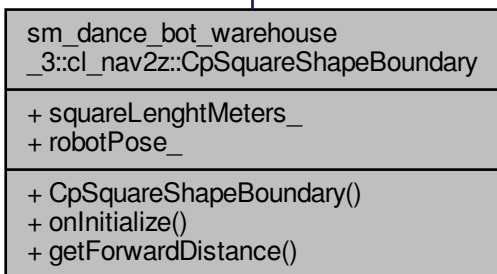 sm_dance_bot_warehouse
_3::cl_nav2z::CpSquareShapeBoundary
+ squareLenghtMeters_
+ robotPose_
+ CpSquareShapeBoundary()
+ onInitialize()
+ getForwardDistance()